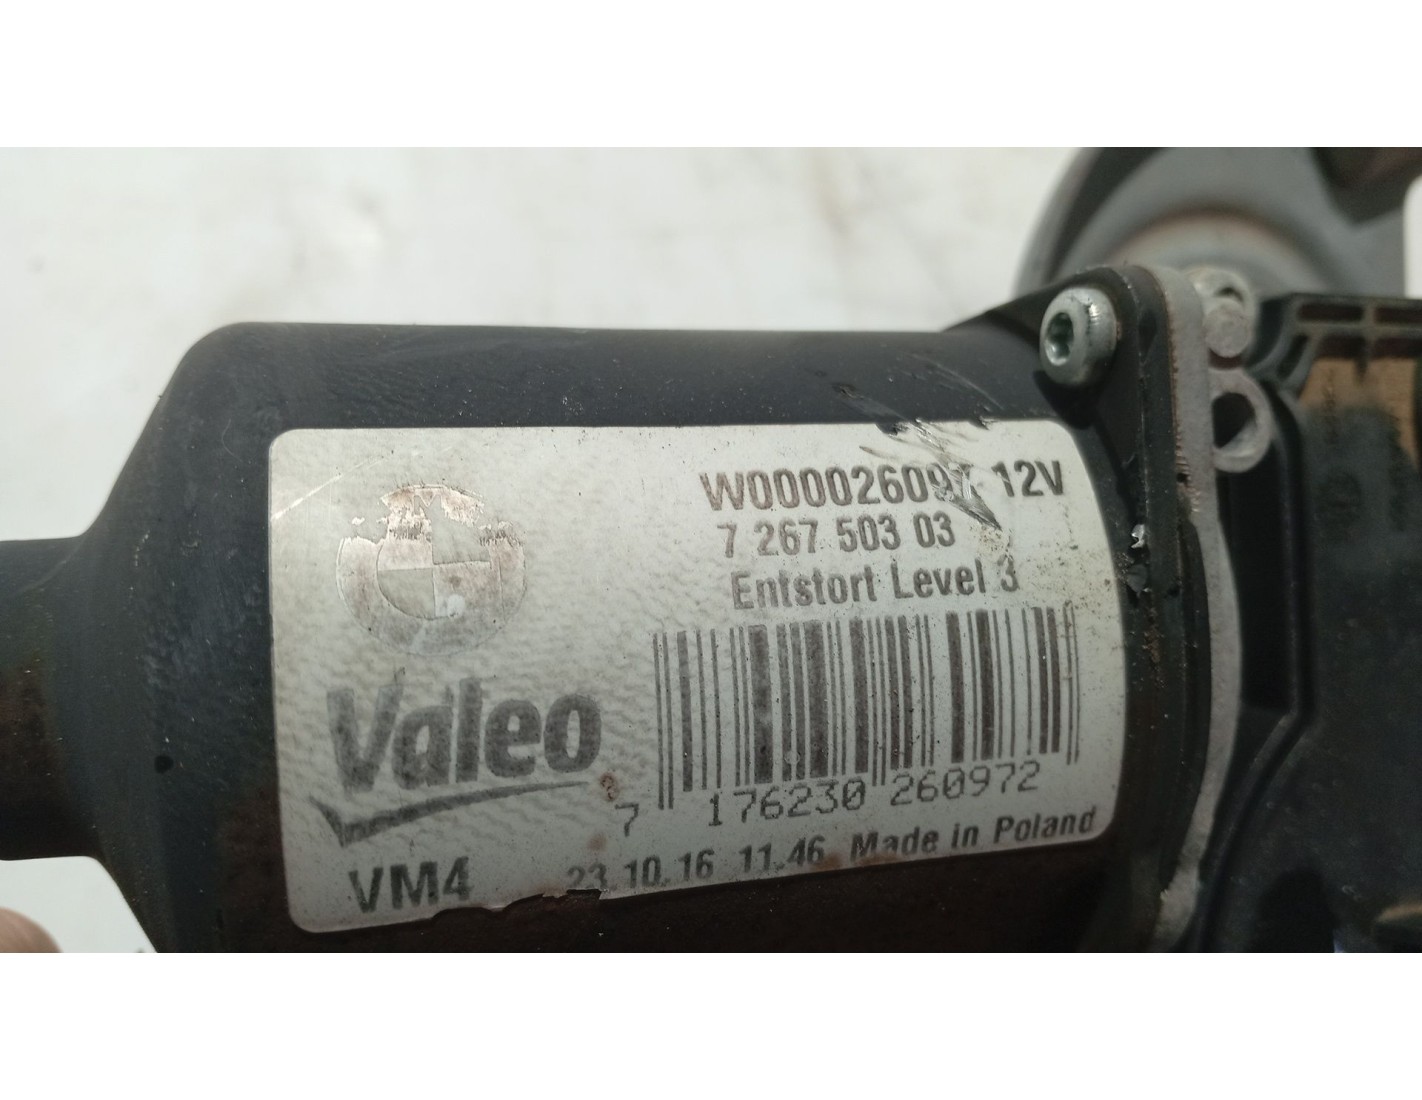 W000026097 12V
7 267 503 03
Entstort Level 3
Valeo
7 176230 260972
VM4 23.10.16 11.46 Made in Poland